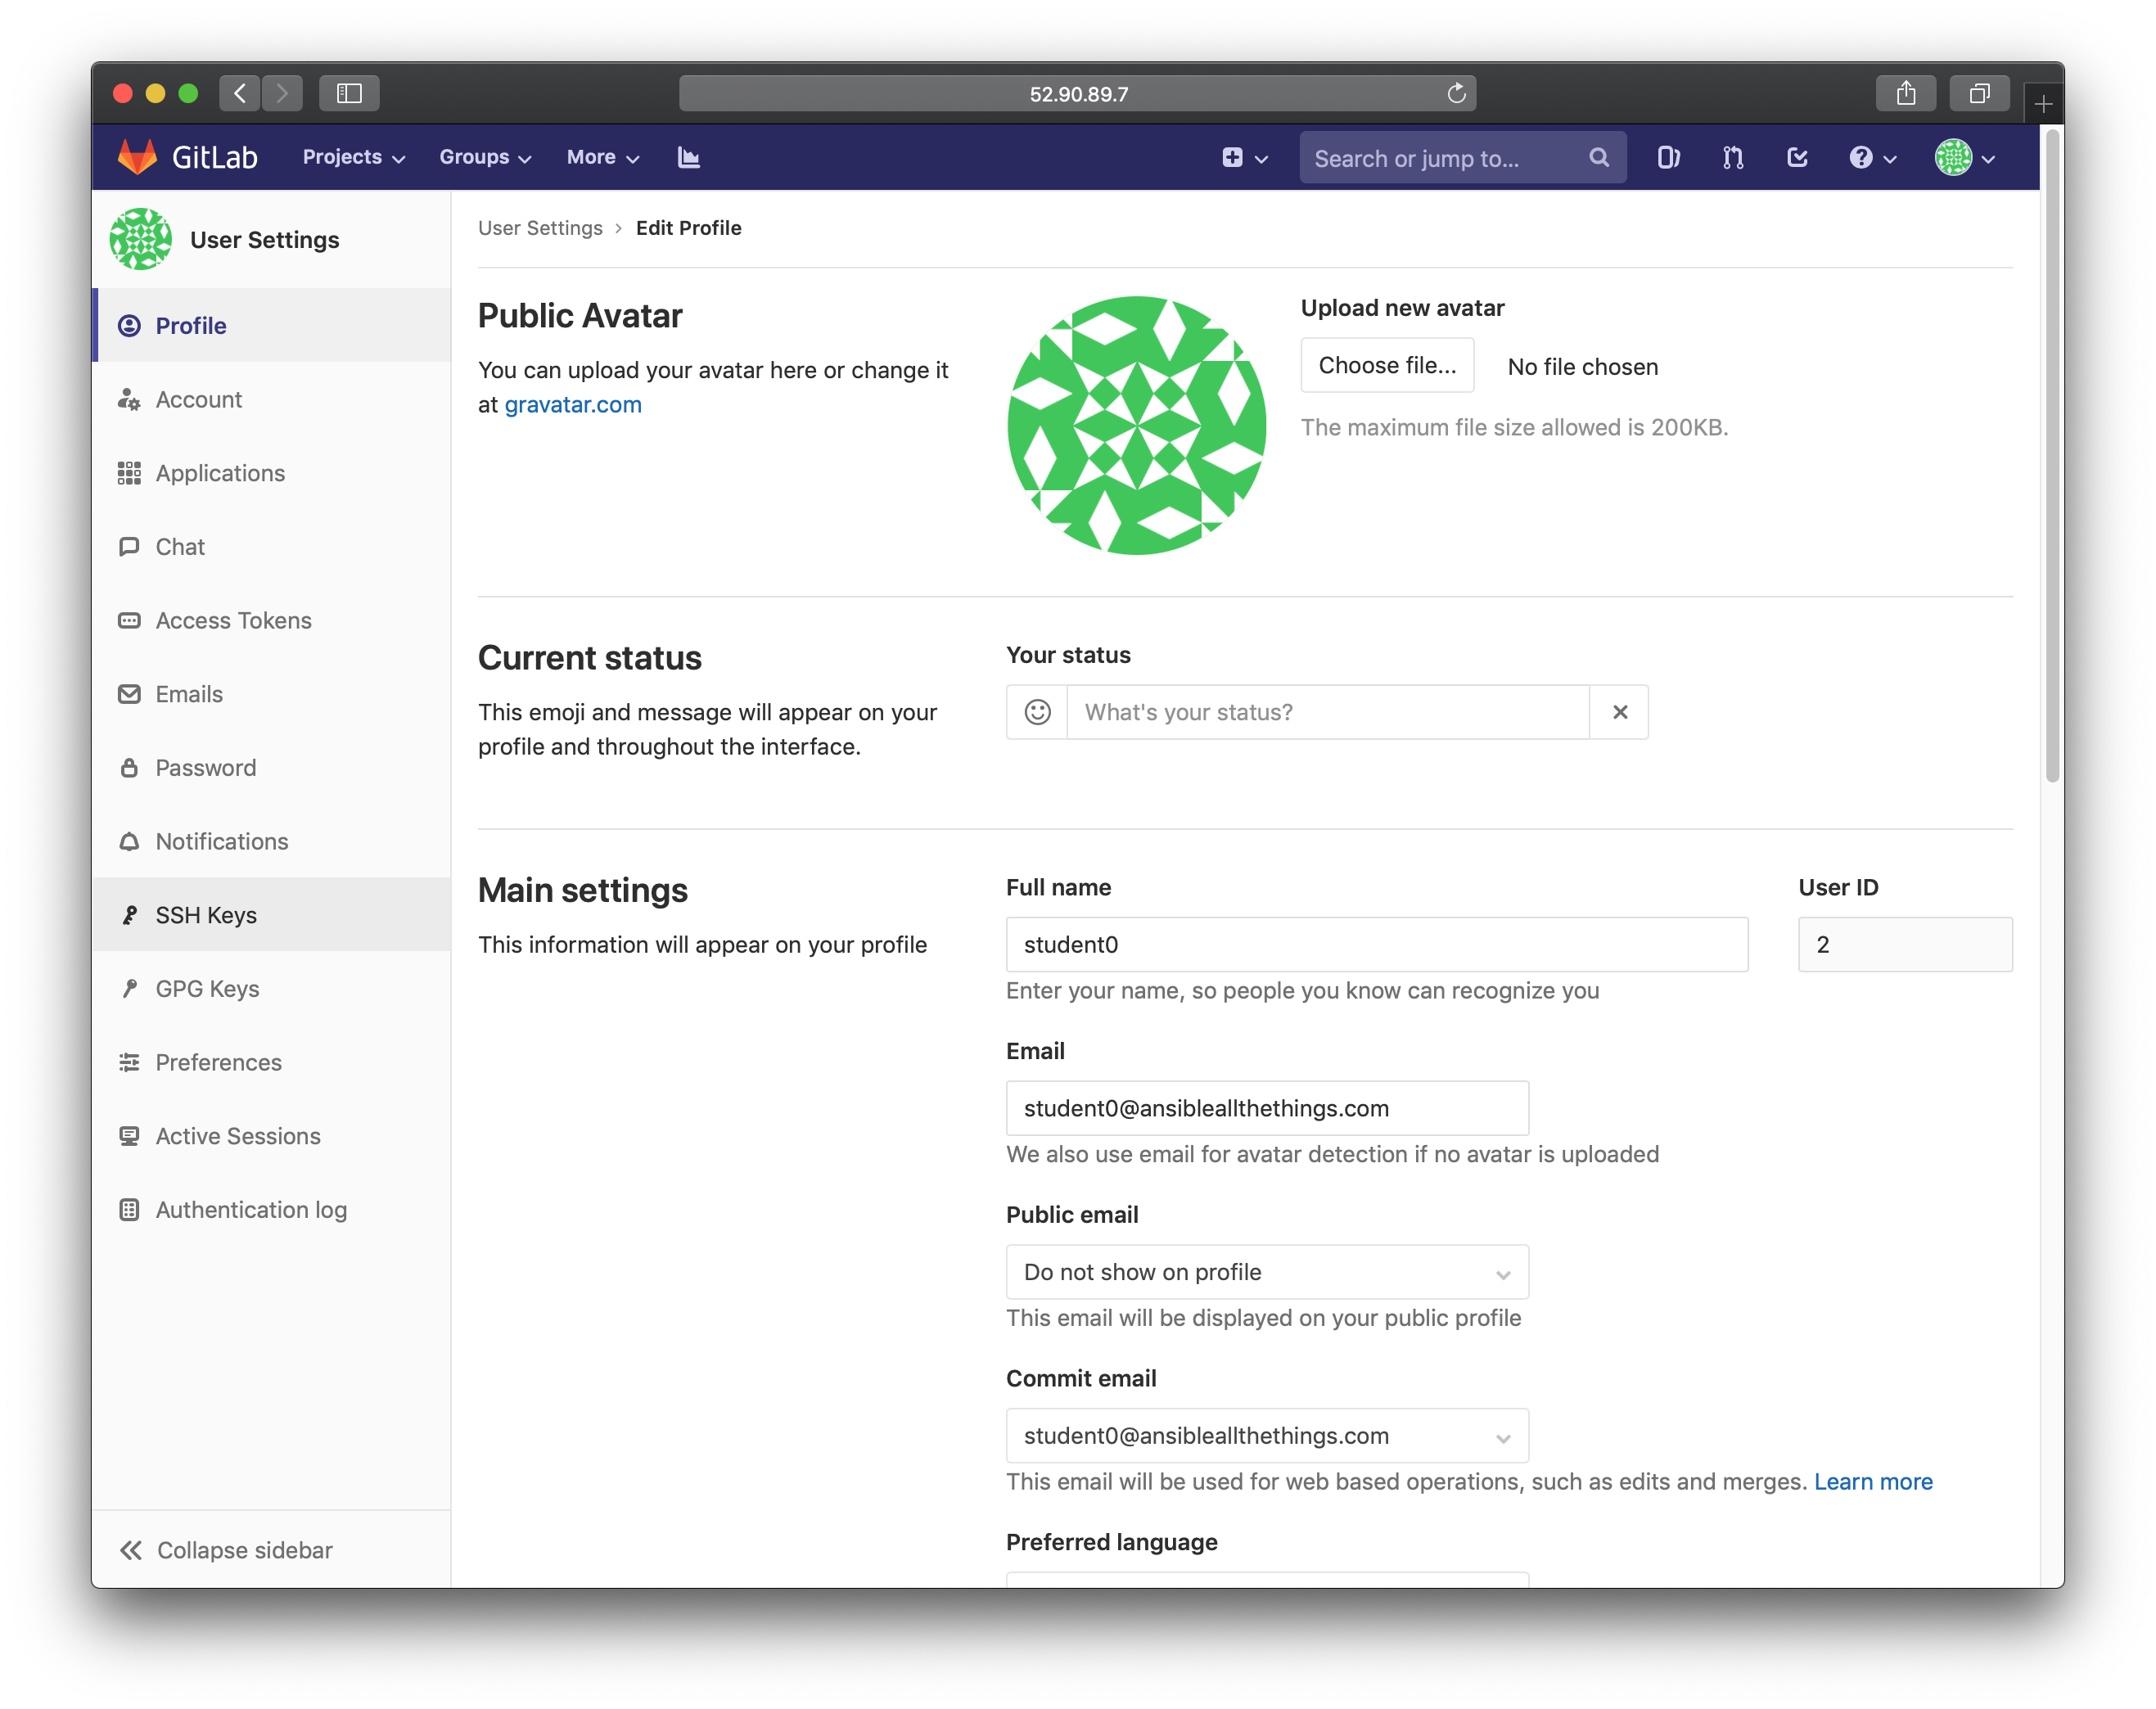 52.90.89.7
GitLab Projects Groups More Search or jump to...
User Settings
Profile
Account
Applications
Chat
Access Tokens
Emails
Password
Notifications
SSH Keys
GPG Keys
Preferences
Active Sessions
Authentication log
Collapse sidebar
User Settings › Edit Profile
Public Avatar
You can upload your avatar here or change it
at gravatar.com
Upload new avatar
Choose file... No file chosen
The maximum file size allowed is 200KB.
Current status
This emoji and message will appear on your
profile and throughout the interface.
Your status
What's your status?
Main settings
This information will appear on your profile
Full name
student0
Enter your name, so people you know can recognize you
User ID
2
Email
student0@ansibleallthethings.com
We also use email for avatar detection if no avatar is uploaded
Public email
Do not show on profile
This email will be displayed on your public profile
Commit email
student0@ansibleallthethings.com
This email will be used for web based operations, such as edits and merges. Learn more
Preferred language